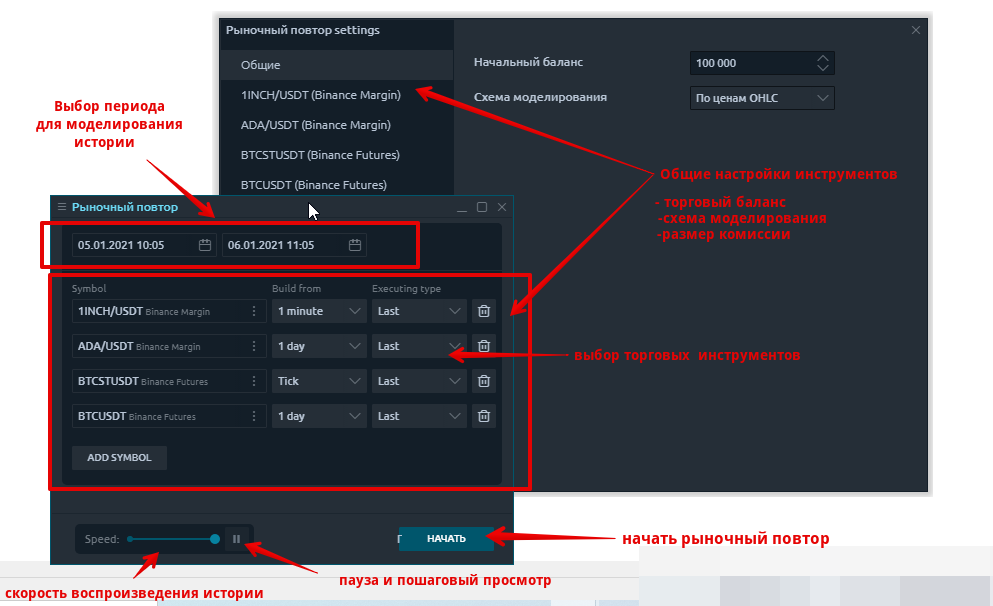 Рыночный повтор settings
Общие
1INCH/USDT (Binance Margin)
ADA/USDT (Binance Margin)
BTCSTUSDT (Binance Futures)
BTCUSDT (Binance Futures)
Начальный баланс
100 000
Схема моделирования
По ценам OHLC
Выбор периода
для моделирования
истории
Общие настройки инструментов
- торговый баланс
-схема моделирования
-размер комиссии
Рыночный повтор
05.01.2021 10:05
06.01.2021 11:05
Symbol Build from Executing type
1INCH/USDT Binance Margin 1 minute Last
ADA/USDT Binance Margin 1 day Last
BTCSTUSDT Binance Futures Tick Last
BTCUSDT Binance Futures 1 day Last
выбор торговых инструментов
ADD SYMBOL
Speed:
НАЧАТЬ
начать рыночный повтор
пауза и пошаговый просмотр
скорость воспроизведения истории